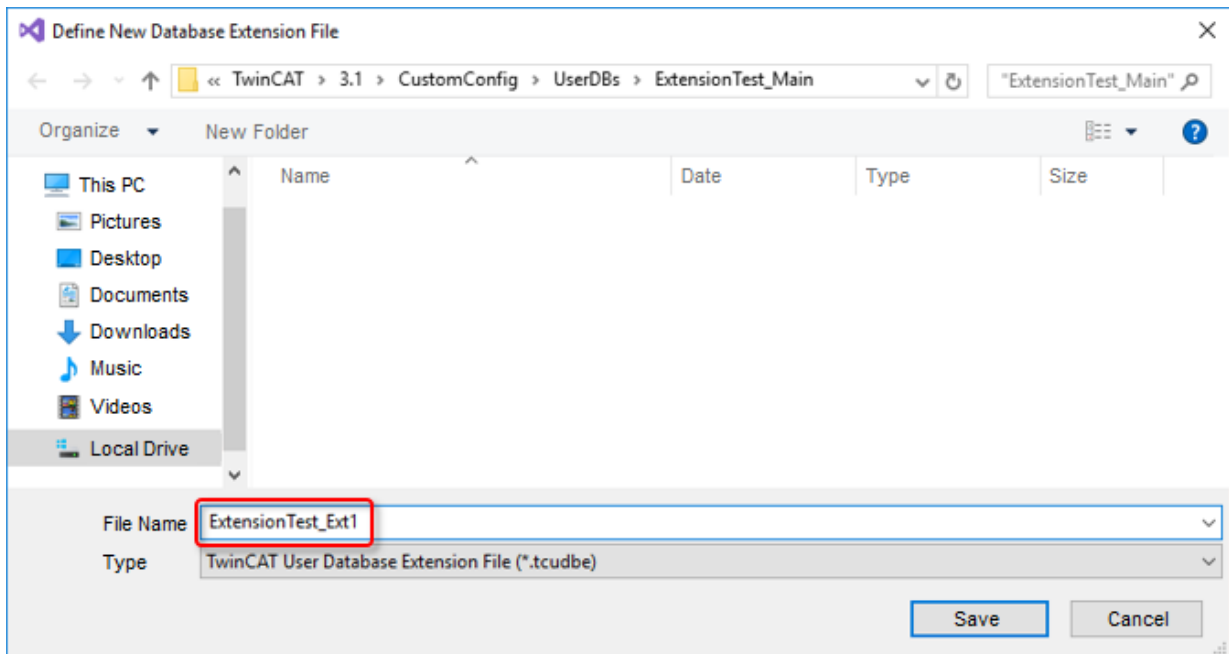 Define New Database Extension File
« TwinCAT > 3.1 > CustomConfig > UserDBs > ExtensionTest_Main
"ExtensionTest_Main"
Organize New Folder
Name Date Type Size
This PC
Pictures
Desktop
Documents
Downloads
Music
Videos
Local Drive
File Name ExtensionTest_Ext1
Type TwinCAT User Database Extension File (*.tcudbe)
Save Cancel